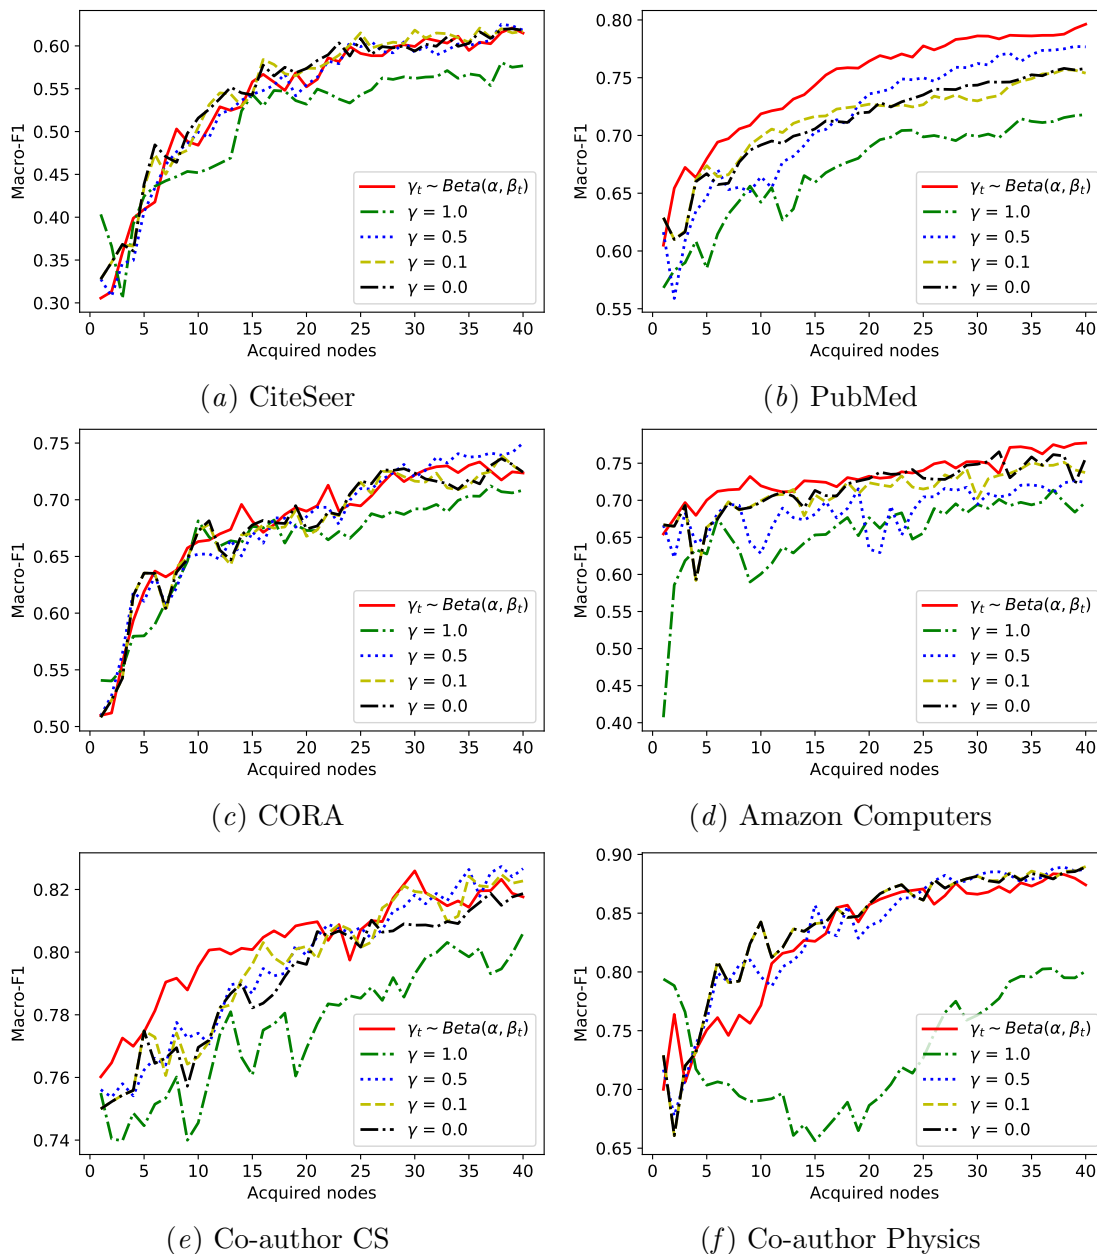 0.60
0.55
0.50
0.45
0.40
0.35
0.30
Macro-F1
γt ~ Beta(α, βt)
γ = 1.0
γ = 0.5
γ = 0.1
γ = 0.0
0 5 10 15 20 25 30 35 40
Acquired nodes
(a) CiteSeer
0.80
0.75
0.70
0.65
0.60
0.55
Macro-F1
γt ~ Beta(α, βt)
γ = 1.0
γ = 0.5
γ = 0.1
γ = 0.0
0 5 10 15 20 25 30 35 40
Acquired nodes
(b) PubMed
0.75
0.70
0.65
0.60
0.55
0.50
Macro-F1
γt ~ Beta(α, βt)
γ = 1.0
γ = 0.5
γ = 0.1
γ = 0.0
0 5 10 15 20 25 30 35 40
Acquired nodes
(c) CORA
0.75
0.70
0.65
0.60
0.55
0.50
0.45
0.40
Macro-F1
γt ~ Beta(α, βt)
γ = 1.0
γ = 0.5
γ = 0.1
γ = 0.0
0 5 10 15 20 25 30 35 40
Acquired nodes
(d) Amazon Computers
0.82
0.80
0.78
0.76
0.74
Macro-F1
γt ~ Beta(α, βt)
γ = 1.0
γ = 0.5
γ = 0.1
γ = 0.0
0 5 10 15 20 25 30 35 40
Acquired nodes
(e) Co-author CS
0.90
0.85
0.80
0.75
0.70
0.65
Macro-F1
γt ~ Beta(α, βt)
γ = 1.0
γ = 0.5
γ = 0.1
γ = 0.0
0 5 10 15 20 25 30 35 40
Acquired nodes
(f) Co-author Physics